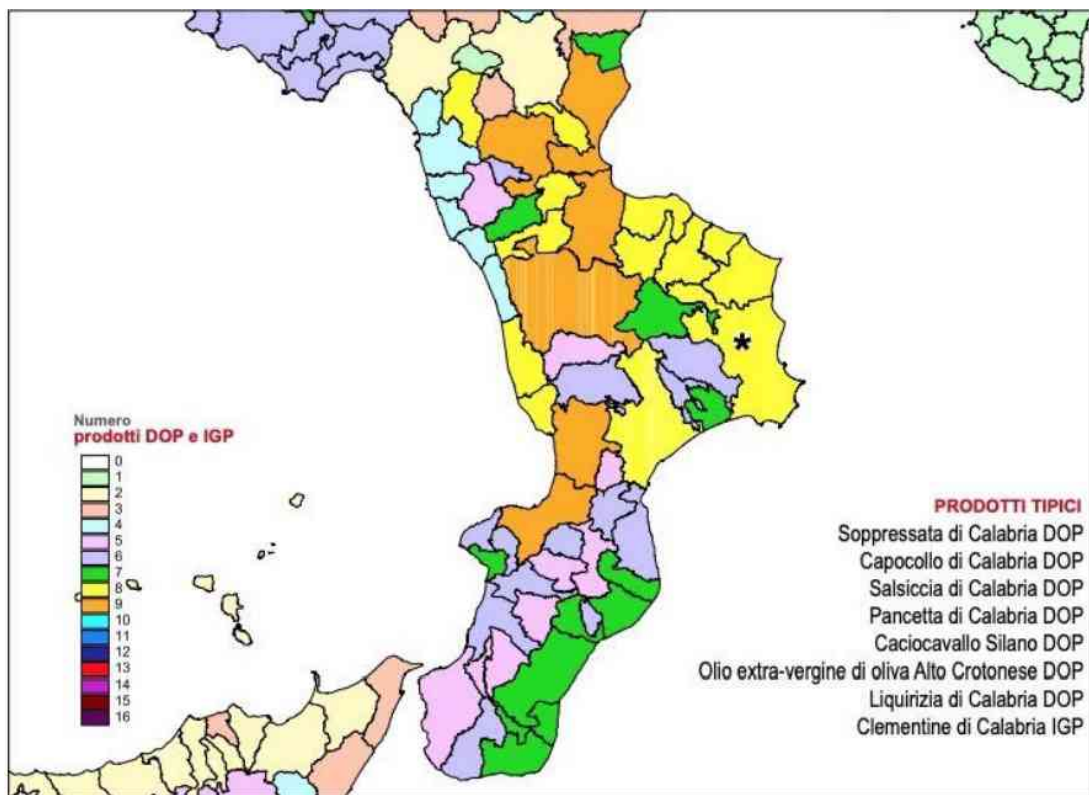 Numero
prodotti DOP e IGP
0
1
2
3
4
5
6
7
8
9
10
11
12
13
14
15
16
*
PRODOTTI TIPICI
Soppressata di Calabria DOP
Capocollo di Calabria DOP
Salsiccia di Calabria DOP
Pancetta di Calabria DOP
Caciocavallo Silano DOP
Olio extra-vergine di oliva Alto Crotonese DOP
Liquirizia di Calabria DOP
Clementine di Calabria IGP